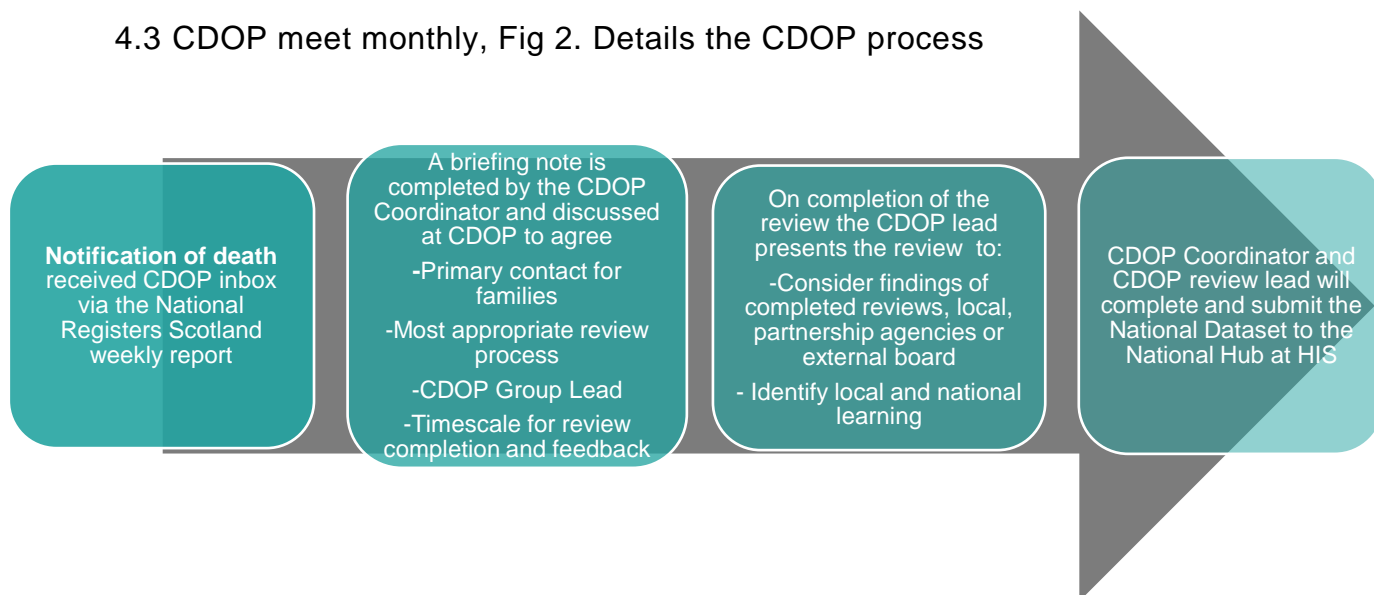 4.3 CDOP meet monthly, Fig 2. Details the CDOP process
Notification of death
received CDOP inbox
via the National
Registers Scotland
weekly report
A briefing note is
completed by the CDOP
Coordinator and discussed
at CDOP to agree
-Primary contact for
families
-Most appropriate review
process
-CDOP Group Lead
-Timescale for review
completion and feedback
On completion of the
review the CDOP lead
presents the review to:
-Consider findings of
completed reviews, local,
partnership agencies or
external board
- Identify local and national
learning
CDOP Coordinator and
CDOP review lead will
complete and submit the
National Dataset to the
National Hub at HIS